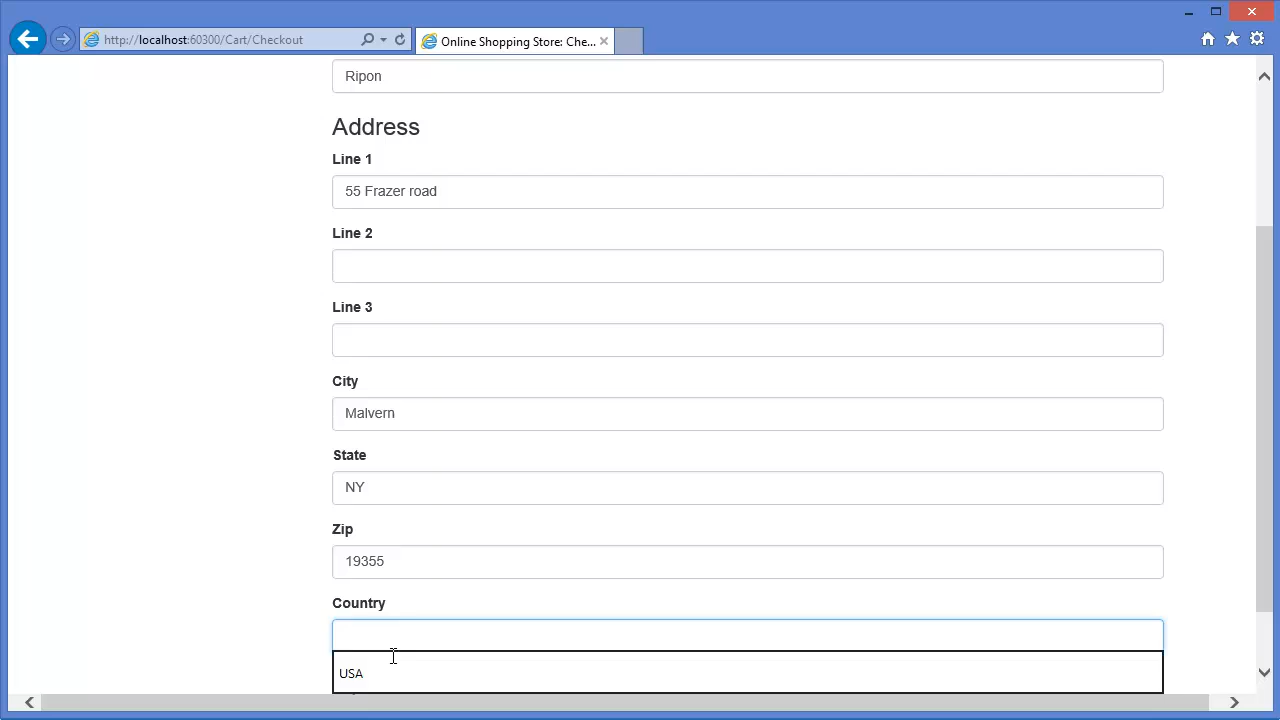 http://localhost:60300/Cart/Checkout
Online Shopping Store: Che...
Ripon
Address
Line 1
55 Frazer road
Line 2
Line 3
City
Malvern
State
NY
Zip
19355
Country
USA